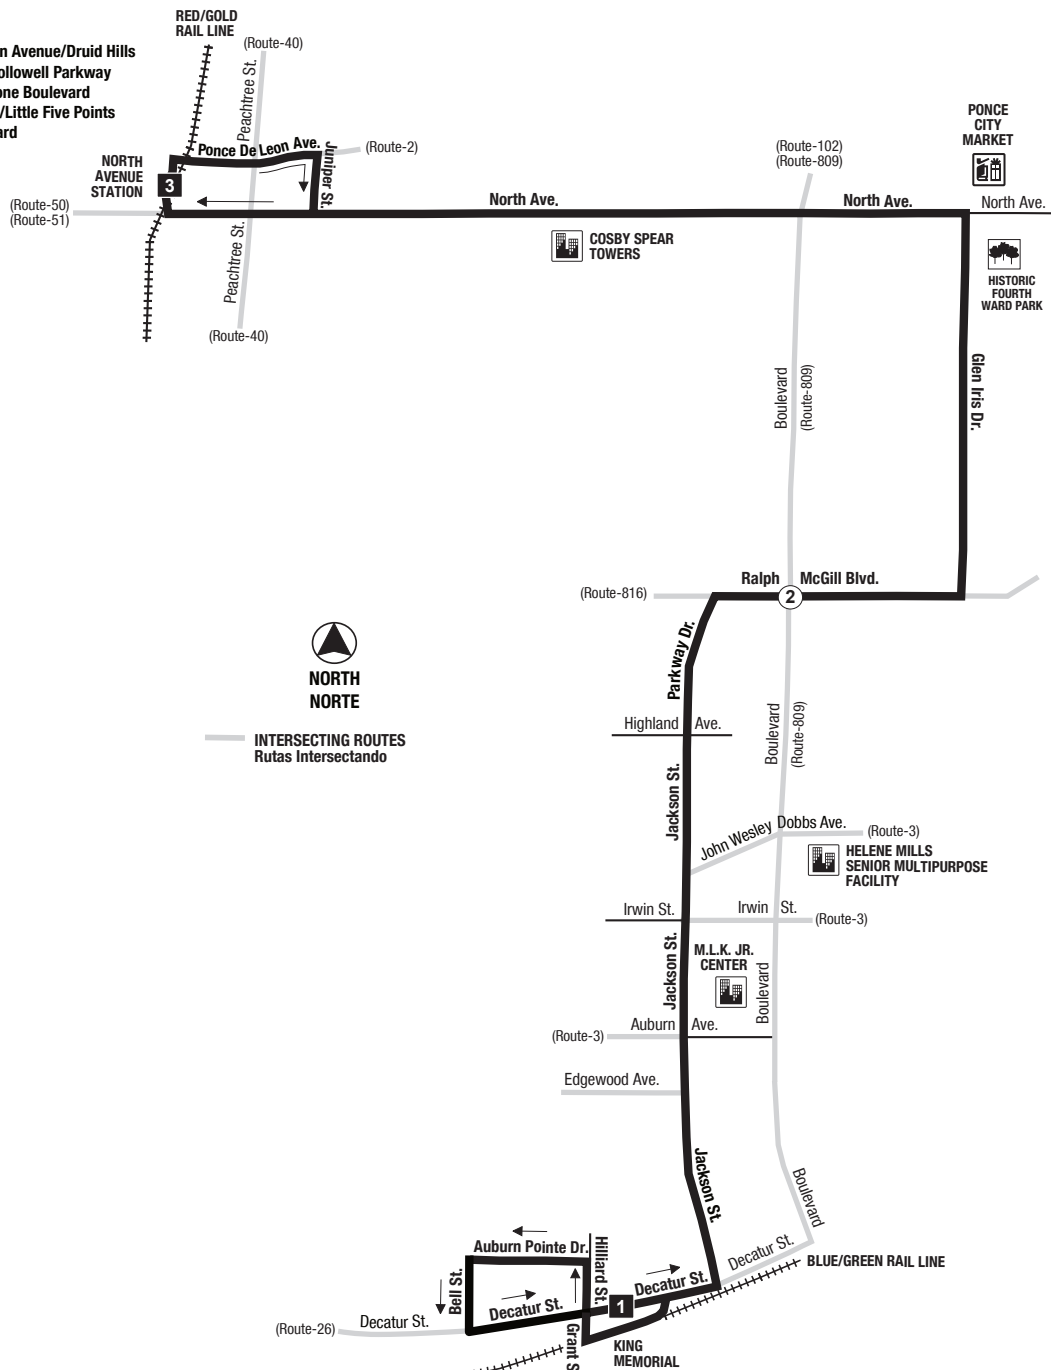 RED/GOLD
RAIL LINE
(Route-40)
n Avenue/Druid Hills
ollowell Parkway
one Boulevard
/Little Five Points
ard
Peachtree St.
Ponce De Leon Ave.
Juniper St.
(Route-2)
NORTH
AVENUE
STATION
3
(Route-50)
(Route-51)
Peachtree St.
(Route-40)
North Ave.
(Route-102)
(Route-809)
North Ave.
PONCE
CITY
MARKET
North Ave.
COSBY SPEAR
TOWERS
HISTORIC
FOURTH
WARD PARK
Boulevard
(Route-809)
Glen Iris Dr.
Ralph McGill Blvd.
(Route-816)
2
Parkway Dr.
NORTH
NORTE
INTERSECTING ROUTES
Rutas Intersectando
Highland Ave.
Boulevard
(Route-809)
Jackson St.
John Wesley Dobbs Ave.
(Route-3)
HELENE MILLS
SENIOR MULTIPURPOSE
FACILITY
Irwin St.
Irwin St.
(Route-3)
Jackson St.
M.L.K. JR.
CENTER
Boulevard
(Route-3)
Auburn Ave.
Edgewood Ave.
Jackson St.
Boulevard
Decatur St.
BLUE/GREEN RAIL LINE
Auburn Pointe Dr.
Hilliard St.
Bell St.
Decatur St.
Decatur St.
1
(Route-26)
Decatur St.
Grant S
KING
MEMORIAL